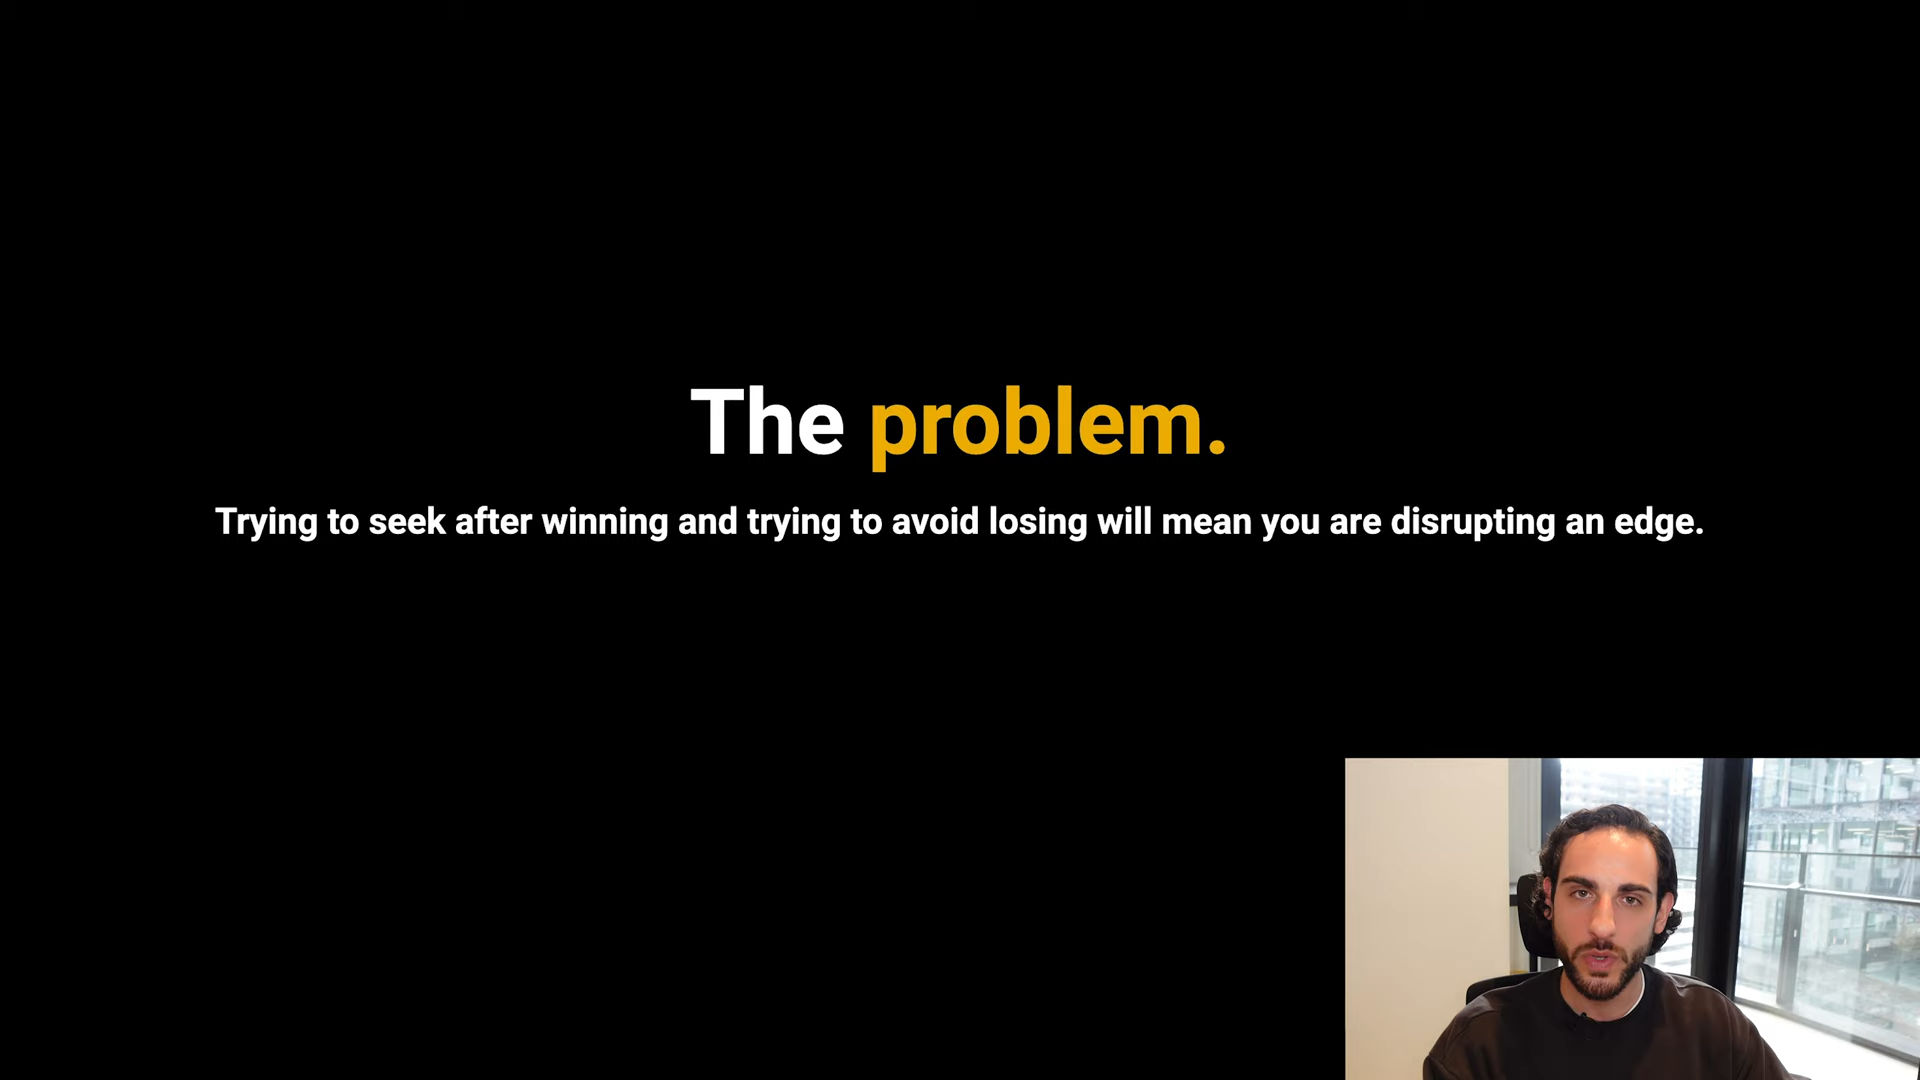 The problem.
Trying to seek after winning and trying to avoid losing will mean you are disrupting an edge.